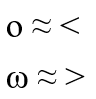 ο ≈ <
ω ≈ >